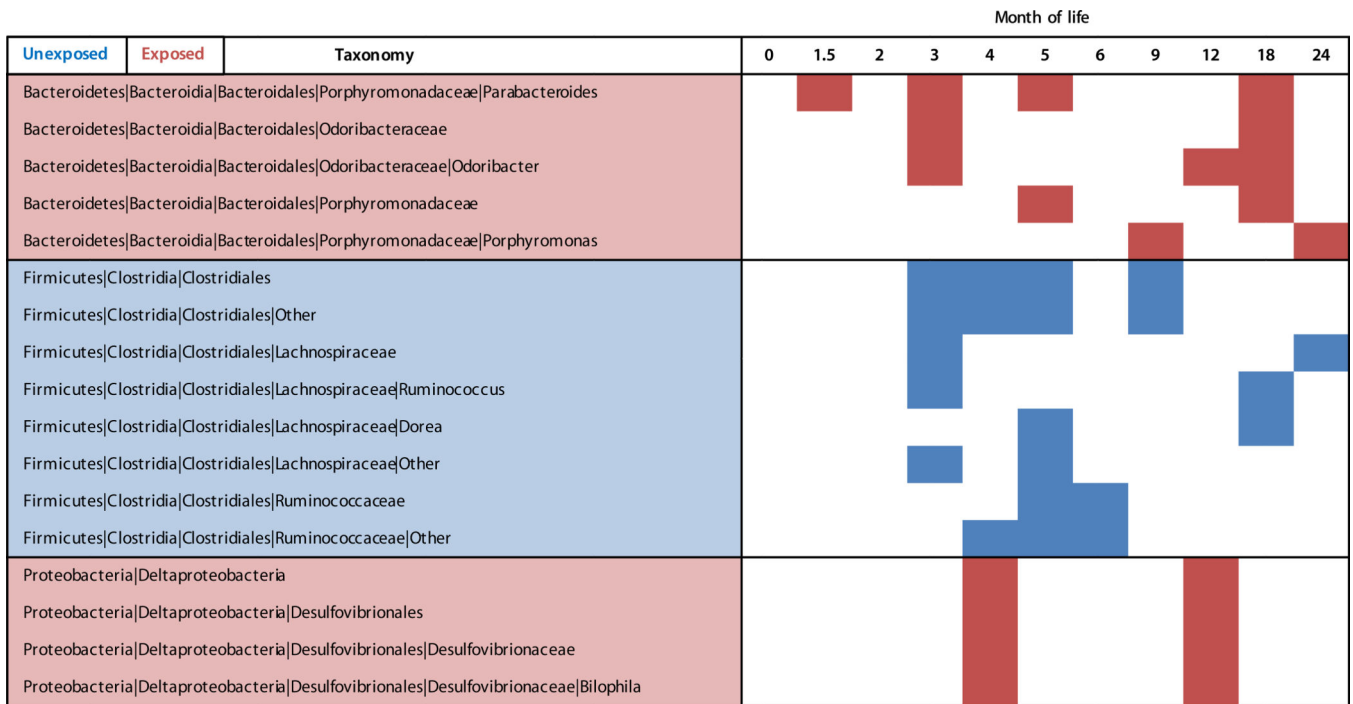 Month of life
Unexposed Exposed Taxonomy 0 1.5 2 3 4 5 6 9 12 18 24
Bacteroidetes|Bacteroidia|Bacteroidales|Porphyromonadaceae|Parabacteroides
Bacteroidetes|Bacteroidia|Bacteroidales|Odoribacteraceae
Bacteroidetes|Bacteroidia|Bacteroidales|Odoribacteraceae|Odoribacter
Bacteroidetes|Bacteroidia|Bacteroidales|Porphyromonadaceae
Bacteroidetes|Bacteroidia|Bacteroidales|Porphyromonadaceae|Porphyromonas
Firmicutes|Clostridia|Clostridiales
Firmicutes|Clostridia|Clostridiales|Other
Firmicutes|Clostridia|Clostridiales|Lachnospiraceae
Firmicutes|Clostridia|Clostridiales|Lachnospiraceae|Ruminococcus
Firmicutes|Clostridia|Clostridiales|Lachnospiraceae|Dorea
Firmicutes|Clostridia|Clostridiales|Lachnospiraceae|Other
Firmicutes|Clostridia|Clostridiales|Ruminococcaceae
Firmicutes|Clostridia|Clostridiales|Ruminococcaceae|Other
Proteobacteria|Deltaproteobacteria
Proteobacteria|Deltaproteobacteria|Desulfovibrionales
Proteobacteria|Deltaproteobacteria|Desulfovibrionales|Desulfovibrionaceae
Proteobacteria|Deltaproteobacteria|Desulfovibrionales|Desulfovibrionaceae|Bilophila